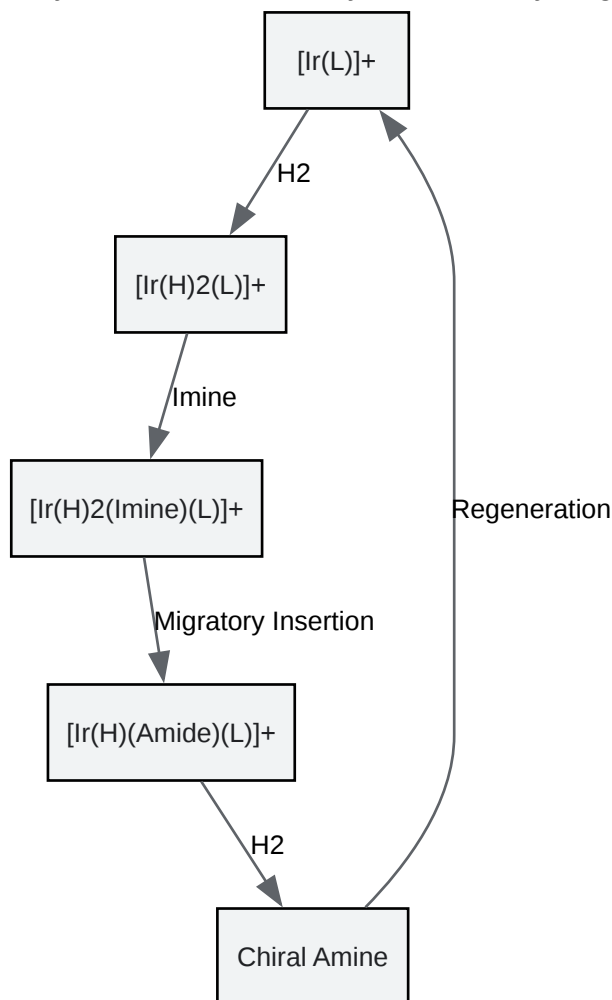 [Ir(L)]+
H2
[Ir(H)2(L)]+
Imine
[Ir(H)2(Imine)(L)]+
Regeneration
Migratory Insertion
[Ir(H)(Amide)(L)]+
H2
Chiral Amine